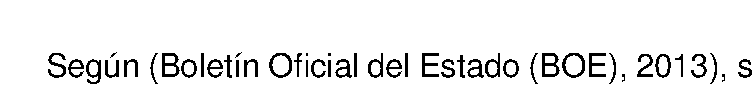 Según (Boletín Oficial del Estado (BOE), 2013), s